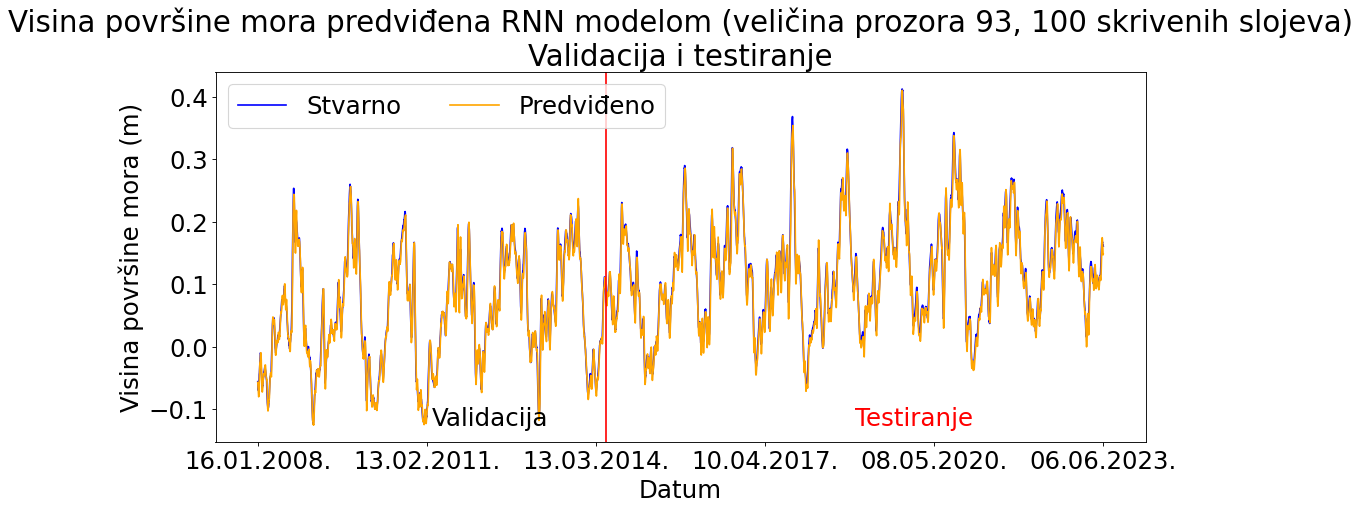 Visina površine mora predviđena RNN modelom (veličina prozora 93, 100 skrivenih slojeva)
Validacija i testiranje
Stvarno
Predviđeno
Visina površine mora (m)
0.4
0.3
0.2
0.1
0.0
−0.1
Validacija
Testiranje
16.01.2008.
13.02.2011.
13.03.2014.
10.04.2017.
08.05.2020.
06.06.2023.
Datum